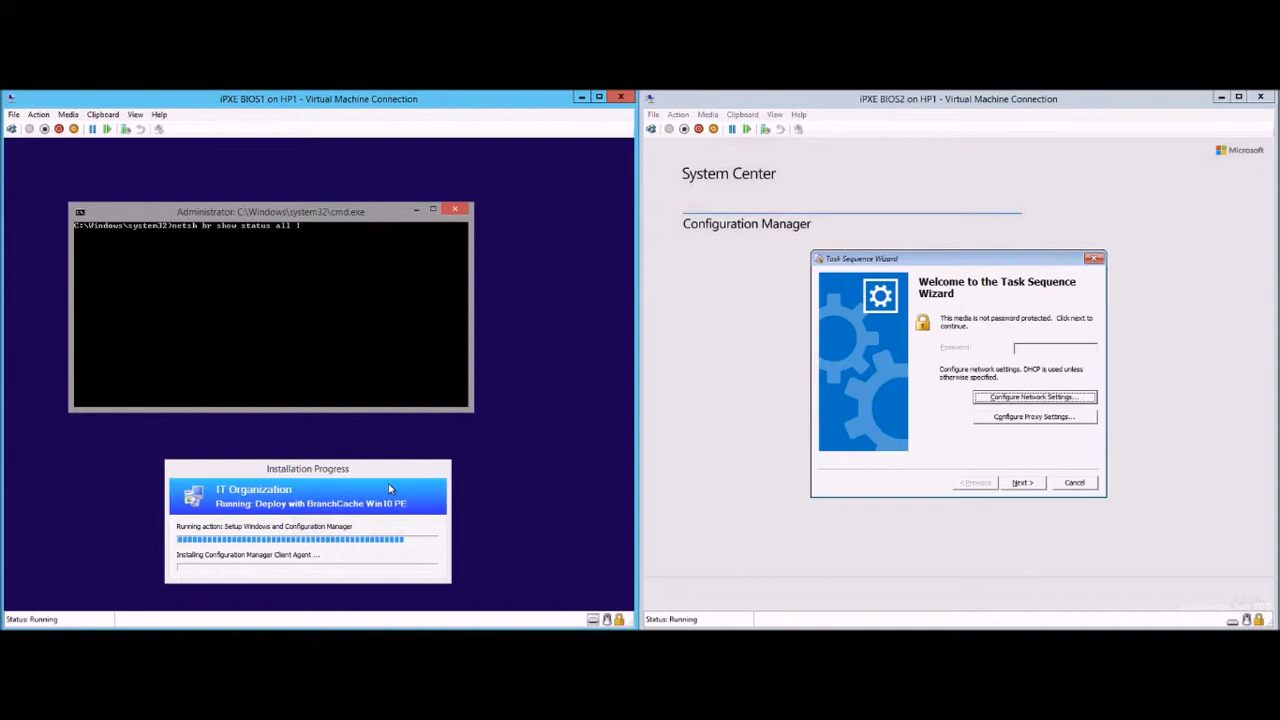 iPXE BIOS1 on HP1 - Virtual Machine Connection
File Action Media Clipboard View Help
Administrator: C:\Windows\system32\cmd.exe
C:\Windows\system32>netsh br show status all !
Installation Progress
IT Organization
Running: Deploy with BranchCache Win10 PE
Running action: Setup Windows and Configuration Manager
Installing Configuration Manager Client Agent ...
Status: Running
iPXE BIOS2 on HP1 - Virtual Machine Connection
File Action Media Clipboard View Help
Microsoft
System Center
Configuration Manager
Task Sequence Wizard
Welcome to the Task Sequence
Wizard
This media is not password protected. Click next to
continue.
Password:
Configure network settings. DHCP is used unless
otherwise specified.
Configure Network Settings...
Configure Proxy Settings...
< Previous Next > Cancel
Status: Running